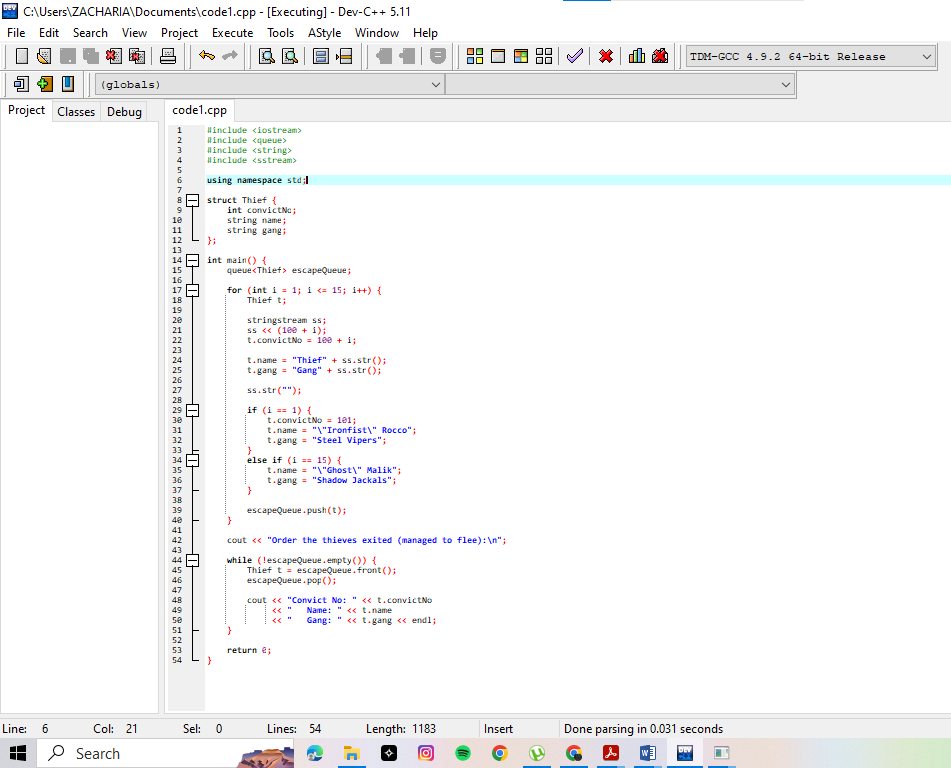 C:\Users\ZACHARIA\Documents\code1.cpp - [Executing] - Dev-C++ 5.11
File Edit Search View Project Execute Tools AStyle Window Help
TDM-GCC 4.9.2 64-bit Release
(globals)
Project Classes Debug code1.cpp
1 #include <iostream>
2 #include <queue>
3 #include <string>
4 #include <sstream>
5
6 using namespace std;
7
8 struct Thief {
9 int convictNo;
10 string name;
11 string gang;
12 };
13
14 int main() {
15 queue<Thief> escapeQueue;
16
17 for (int i = 1; i <= 15; i++) {
18 Thief t;
19
20 stringstream ss;
21 ss << (100 + i);
22 t.convictNo = 100 + i;
23
24 t.name = "Thief" + ss.str();
25 t.gang = "Gang" + ss.str();
26
27 ss.str("");
28
29 if (i == 1) {
30 t.convictNo = 101;
31 t.name = "\"Ironfist\" Rocco";
32 t.gang = "Steel Vipers";
33 }
34 else if (i == 15) {
35 t.name = "\"Ghost\" Malik";
36 t.gang = "Shadow Jackals";
37 }
38
39 escapeQueue.push(t);
40 }
41
42 cout << "Order the thieves exited (managed to flee):\n";
43
44 while (!escapeQueue.empty()) {
45 Thief t = escapeQueue.front();
46 escapeQueue.pop();
47
48 cout << "Convict No: " << t.convictNo
49 << "   Name: " << t.name
50 << "   Gang: " << t.gang << endl;
51 }
52
53 return 0;
54 }
Line: 6 Col: 21 Sel: 0 Lines: 54 Length: 1183 Insert Done parsing in 0.031 seconds
Search